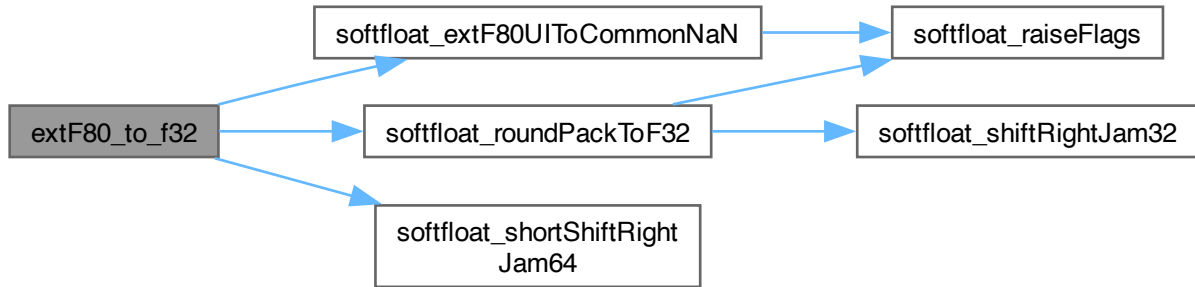 softfloat_extF80UIToCommonNaN
softfloat_raiseFlags
extF80_to_f32
softfloat_roundPackToF32
softfloat_shiftRightJam32
softfloat_shortShiftRight
Jam64